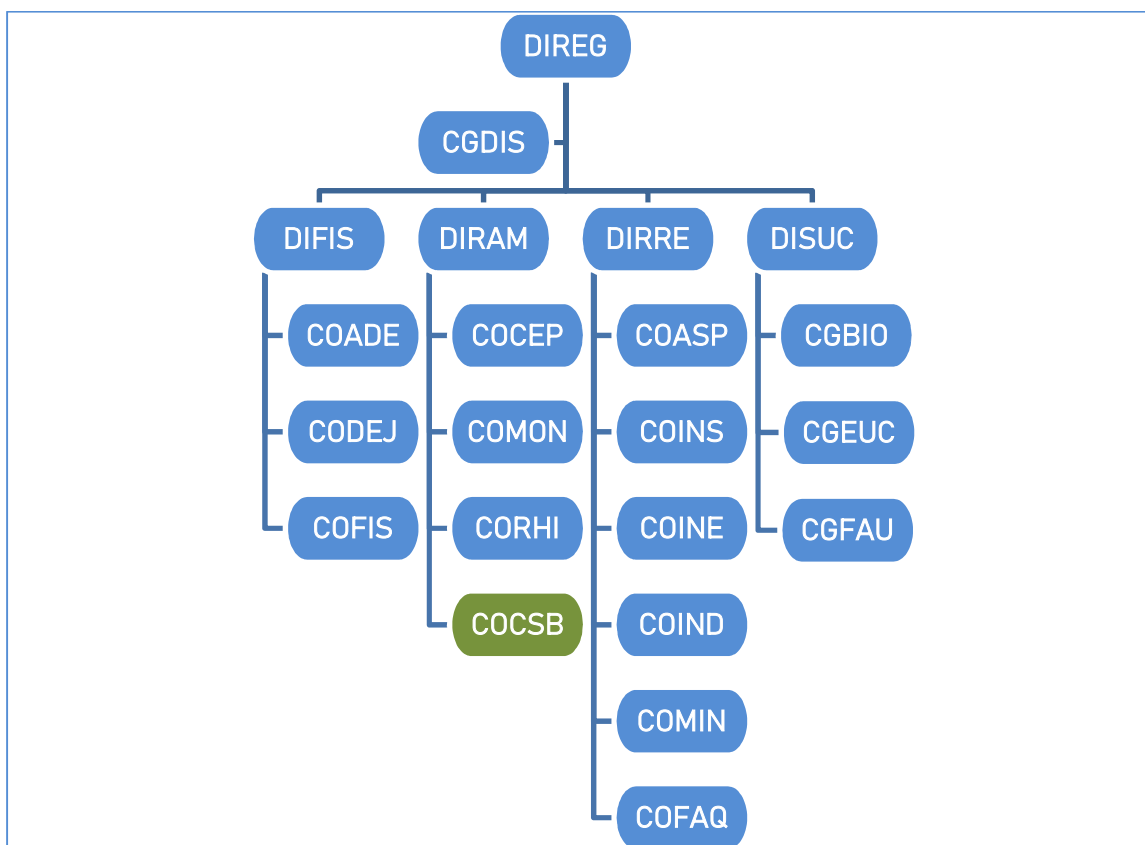 DIREG
CGDIS
DIFIS DIRAM DIRRE DISUC
COADE COCEP COASP CGBIO
CODEJ COMON COINS CGEUC
COFIS CORHI COINE CGFAU
COCSB COIND
COMIN
COFAQ